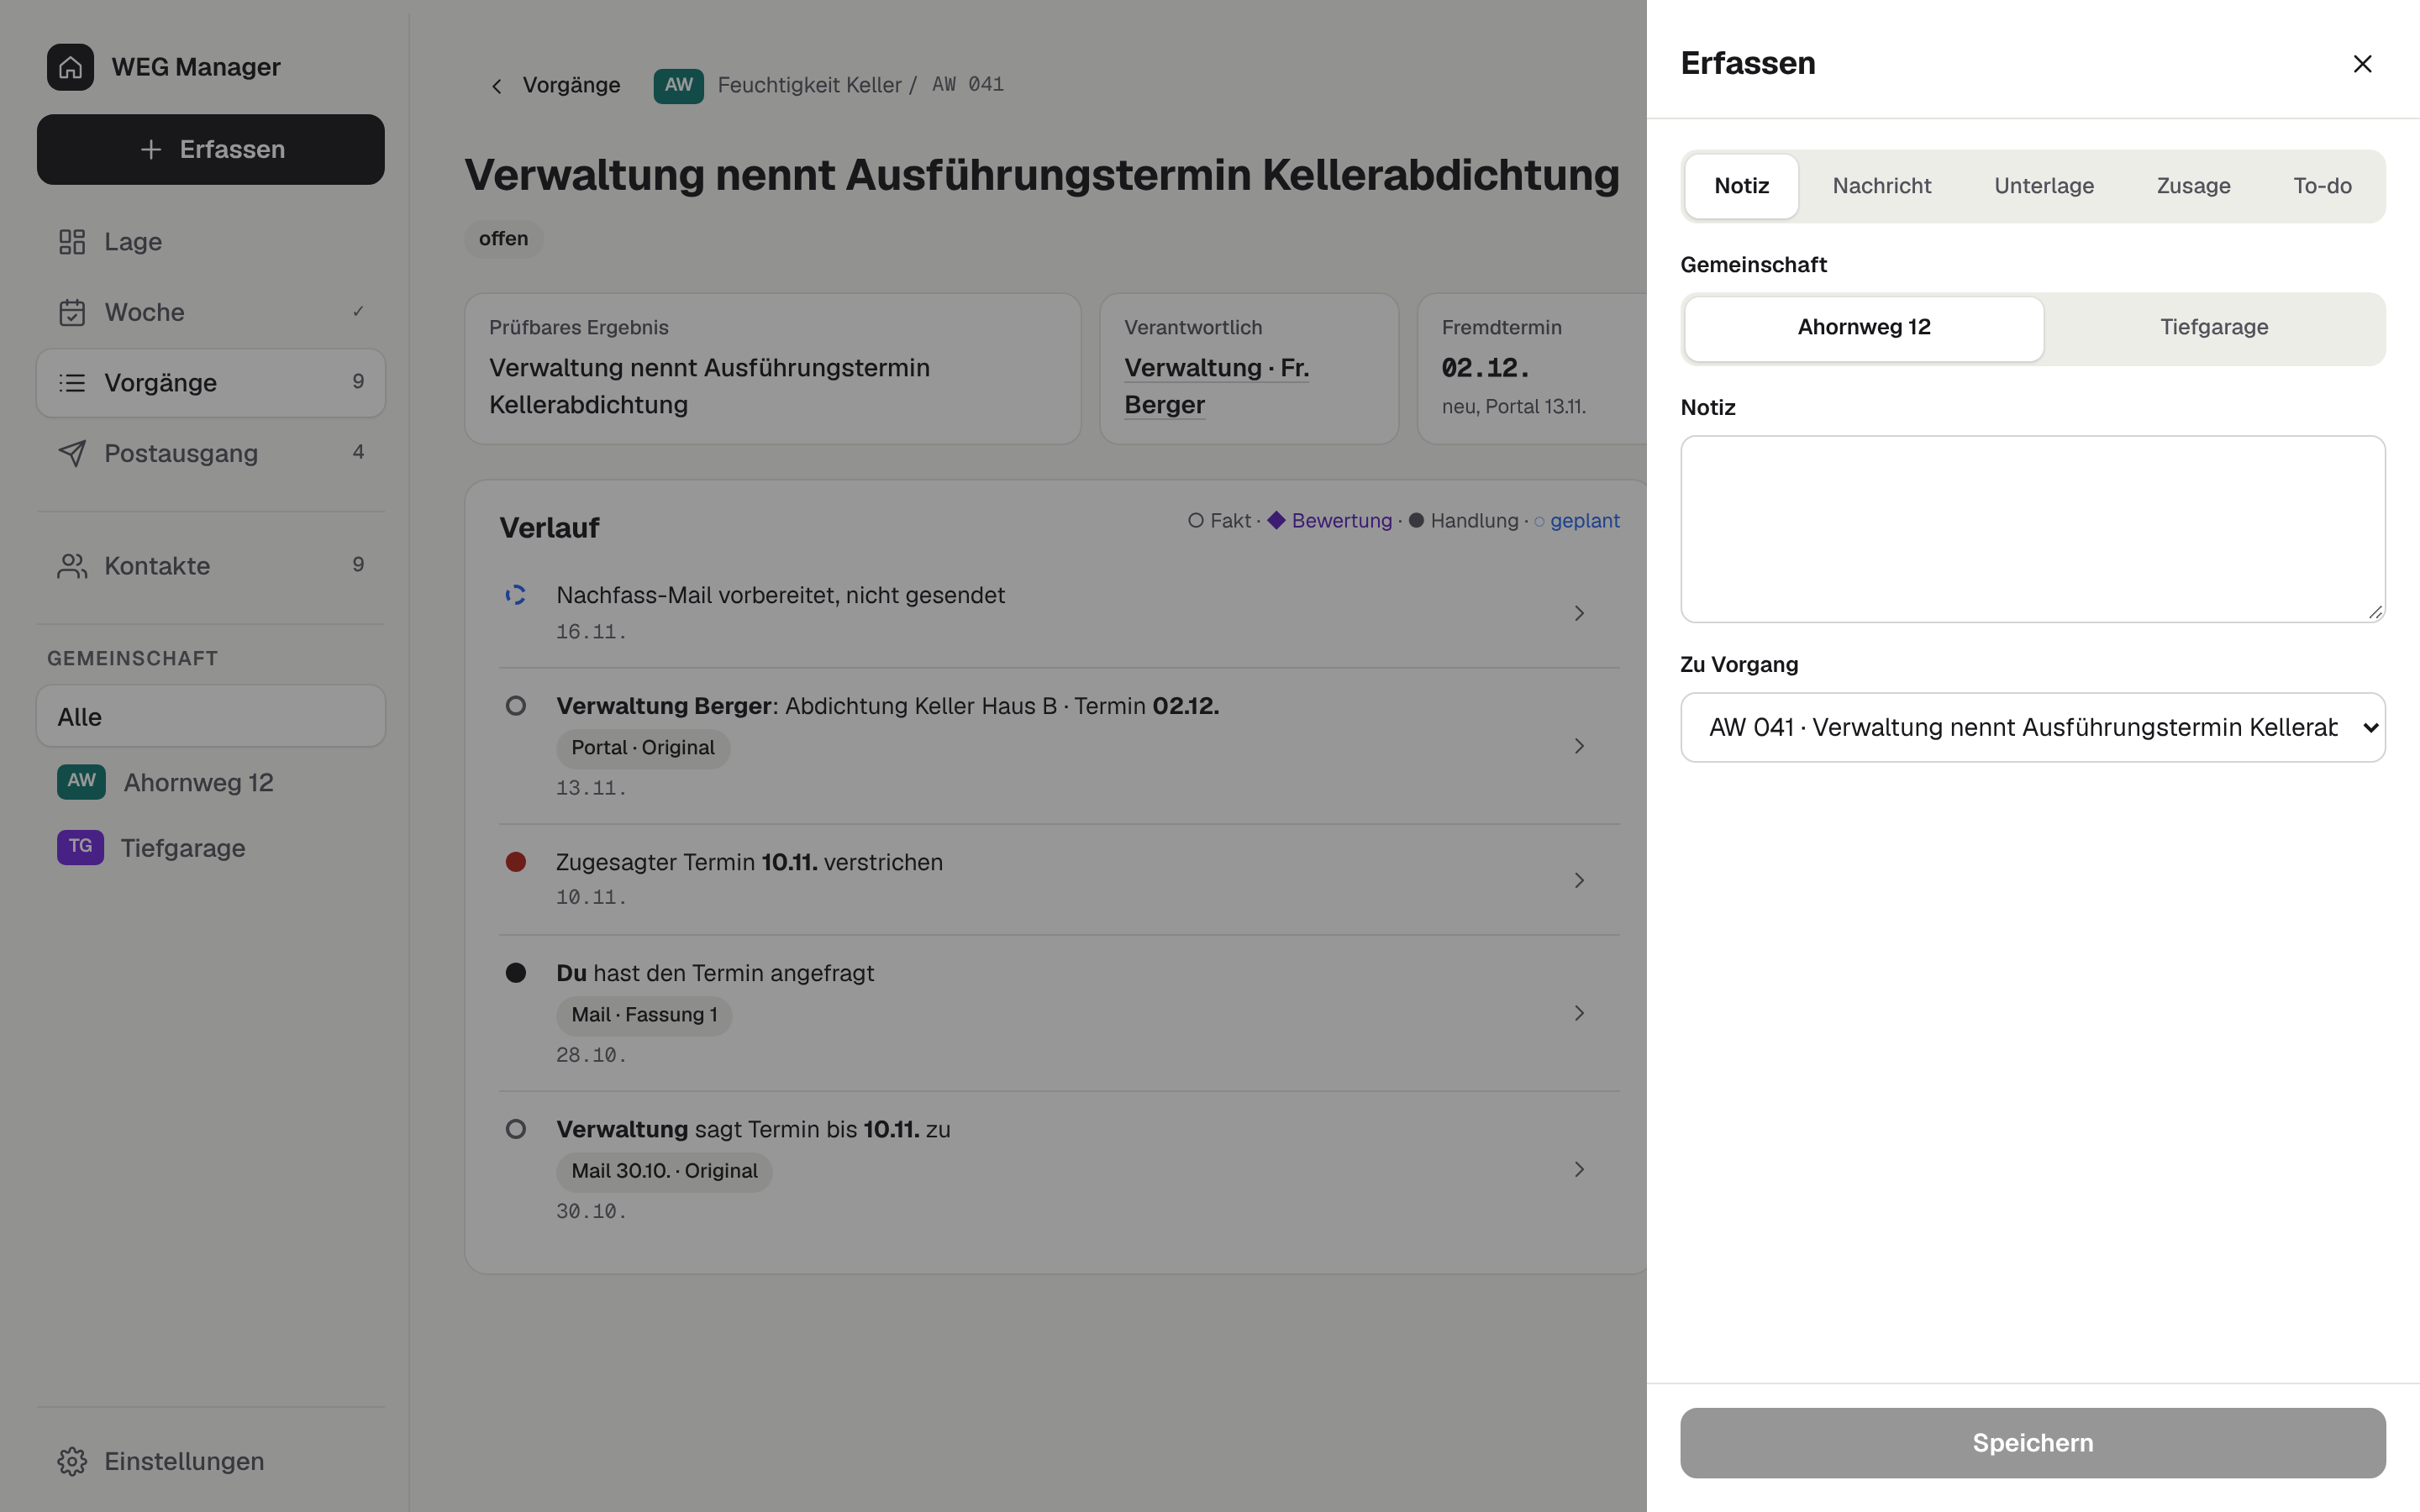 WEG Manager
Erfassen
Lage
Woche ✓
Vorgänge 9
Postausgang 4
Kontakte 9
GEMEINSCHAFT
Alle
AW Ahornweg 12
TG Tiefgarage
Einstellungen
Vorgänge AW Feuchtigkeit Keller / AW 041
Verwaltung nennt Ausführungstermin Kellerabdichtung
offen
Prüfbares Ergebnis
Verwaltung nennt Ausführungstermin
Kellerabdichtung
Verantwortlich
Verwaltung · Fr.
Berger
Fremdtermin
02.12.
neu, Portal 13.11.
Verlauf
Fakt · Bewertung · Handlung · geplant
Nachfass-Mail vorbereitet, nicht gesendet
16.11.
Verwaltung Berger: Abdichtung Keller Haus B · Termin 02.12.
Portal · Original
13.11.
Zugesagter Termin 10.11. verstrichen
10.11.
Du hast den Termin angefragt
Mail · Fassung 1
28.10.
Verwaltung sagt Termin bis 10.11. zu
Mail 30.10. · Original
30.10.
Erfassen
Notiz Nachricht Unterlage Zusage To-do
Gemeinschaft
Ahornweg 12 Tiefgarage
Notiz
Zu Vorgang
AW 041 · Verwaltung nennt Ausführungstermin Kellerab
Speichern